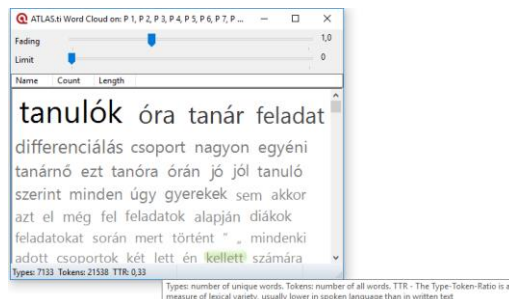 ATLAS.ti Word Cloud on: P 1, P 2, P 3, P 4, P 5, P 6, P 7, P ...
Fading 1,0
Limit 0
Name Count Length
tanulók óra tanár feladat
differenciálás csoport nagyon egyéni
tanárnő ezt tanóra órán jó jól tanuló
szerint minden úgy gyerekek sem akkor
azt el még fel feladatok alapján diákok
feladatokat során mert történt " „ mindenki
adott csoportok két lett én kellett számára
Types: 7133 Tokens: 21538 TTR: 0,33
Types: number of unique words. Tokens: number of all words. TTR - The Type-Token-Ratio is a
measure of lexical variety, usually lower in spoken language than in written text